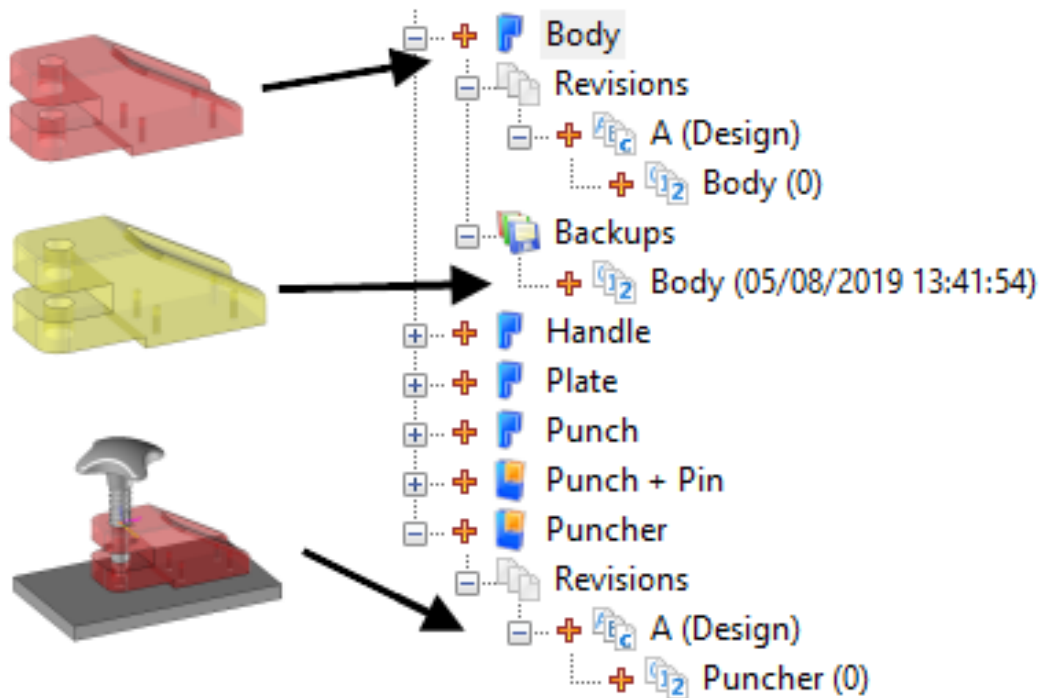 Body
Revisions
A (Design)
Body (0)
Backups
Body (05/08/2019 13:41:54)
Handle
Plate
Punch
Punch + Pin
Puncher
Revisions
A (Design)
Puncher (0)